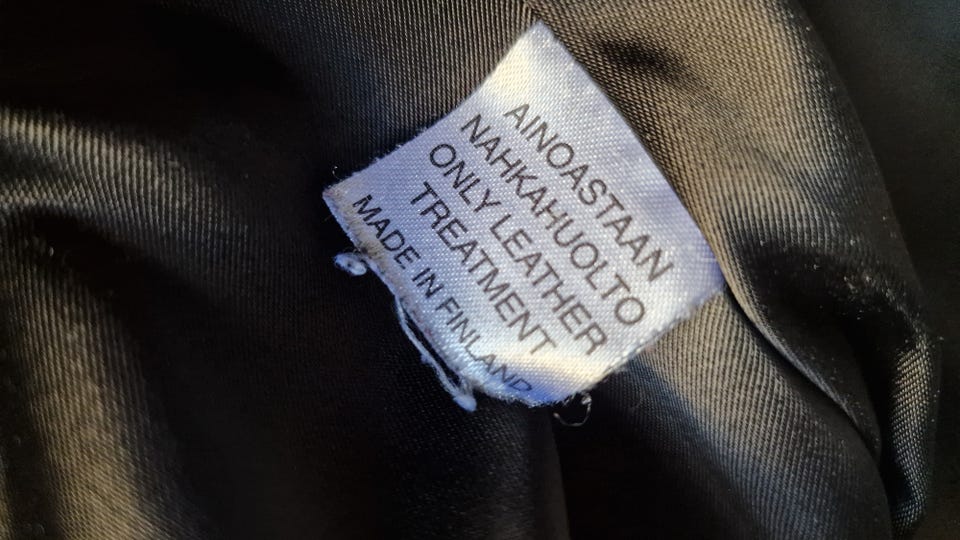 AINOASTAAN
NAHKAHUOLTO
ONLY LEATHER
TREATMENT
MADE IN FINLAND